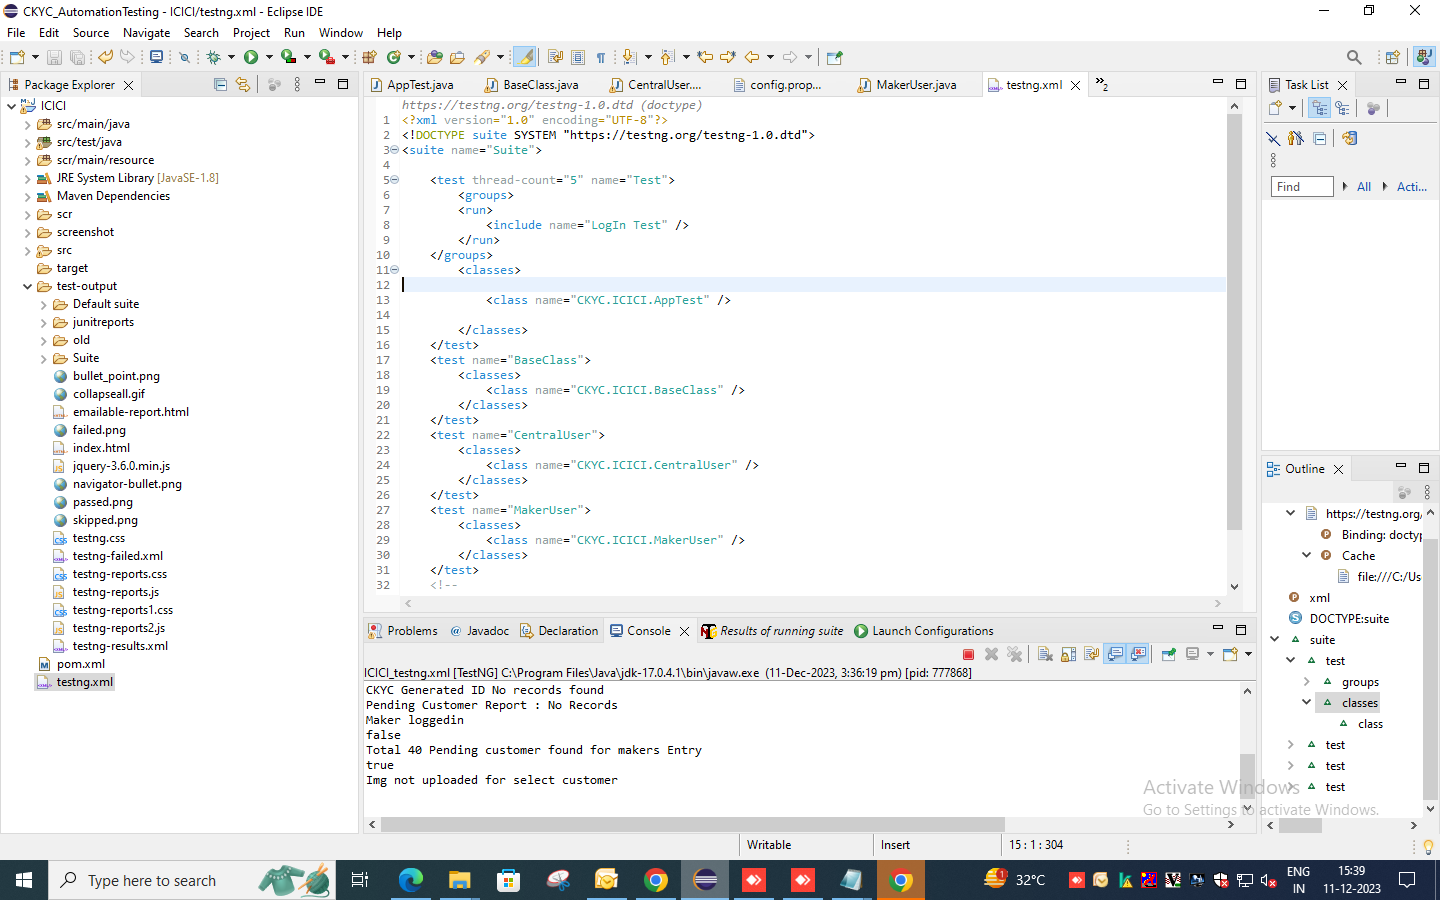 CKYC_AutomationTesting - ICICI/testng.xml - Eclipse IDE
File Edit Source Navigate Search Project Run Window Help
Package Explorer
ICICI
src/main/java
src/test/java
scr/main/resource
JRE System Library [JavaSE-1.8]
Maven Dependencies
scr
screenshot
src
target
test-output
Default suite
junitreports
old
Suite
bullet_point.png
collapseall.gif
emailable-report.html
failed.png
index.html
jquery-3.6.0.min.js
navigator-bullet.png
passed.png
skipped.png
testng.css
testng-failed.xml
testng-reports.css
testng-reports.js
testng-reports1.css
testng-reports2.js
testng-results.xml
pom.xml
testng.xml
AppTest.java BaseClass.java CentralUser.... config.prop... MakerUser.java testng.xml »2
https://testng.org/testng-1.0.dtd (doctype)
1 <?xml version="1.0" encoding="UTF-8"?>
2 <!DOCTYPE suite SYSTEM "https://testng.org/testng-1.0.dtd">
3 <suite name="Suite">
4
5 <test thread-count="5" name="Test">
6 <groups>
7 <run>
8 <include name="LogIn Test" />
9 </run>
10 </groups>
11 <classes>
12
13 <class name="CKYC.ICICI.AppTest" />
14
15 </classes>
16 </test>
17 <test name="BaseClass">
18 <classes>
19 <class name="CKYC.ICICI.BaseClass" />
20 </classes>
21 </test>
22 <test name="CentralUser">
23 <classes>
24 <class name="CKYC.ICICI.CentralUser" />
25 </classes>
26 </test>
27 <test name="MakerUser">
28 <classes>
29 <class name="CKYC.ICICI.MakerUser" />
30 </classes>
31 </test>
32 <!--
Problems @ Javadoc Declaration Console Results of running suite Launch Configurations
ICICI_testng.xml [TestNG] C:\Program Files\Java\jdk-17.0.4.1\bin\javaw.exe (11-Dec-2023, 3:36:19 pm) [pid: 777868]
CKYC Generated ID No records found
Pending Customer Report : No Records
Maker loggedin
false
Total 40 Pending customer found for makers Entry
true
Img not uploaded for select customer
Task List
Find All Acti...
Outline
https://testng.org/
Binding: docty
Cache
file:///C:/Us
xml
DOCTYPE:suite
suite
test
groups
classes
class
test
test
test
Activate Windows
Go to Settings to activate Windows.
Writable Insert 15 : 1 : 304
Type here to search
1 32°C ENG IN 15:39 11-12-2023